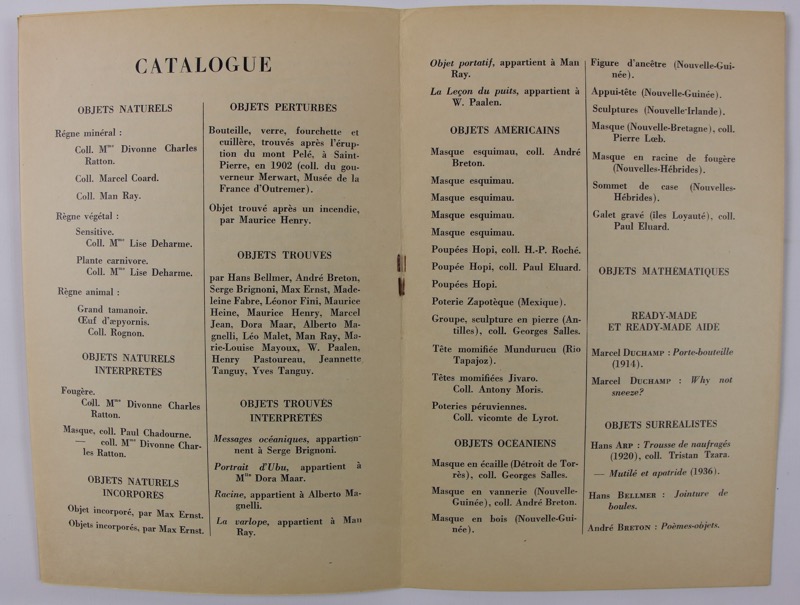 CATALOGUE
OBJETS NATURELS
Règne minéral :
Coll. Mme Divonne Charles
Ratton.
Coll. Marcel Coard.
Coll. Man Ray.
Règne végétal :
Sensitive.
Coll. Mme Lise Deharme.
Plante carnivore.
Coll. Mme Lise Deharme.
Règne animal :
Grand tamanoir.
Œuf d'æpyornis.
Coll. Rognon.
OBJETS NATURELS
INTERPRETES
Fougère.
Coll. Mme Divonne Charles
Ratton.
Masque, coll. Paul Chadourne.
— coll. Mme Divonne Char-
les Ratton.
OBJETS NATURELS
INCORPORÉS
Objet incorporé, par Max Ernst.
Objets incorporés, par Max Ernst.
OBJETS PERTURBÉS
Bouteille, verre, fourchette et
cuillère, trouvés après l'érup-
tion du mont Pelé, à Saint-
Pierre, en 1902 (coll. du gou-
verneur Merwart, Musée de la
France d'Outremer).
Objet trouvé après un incendie,
par Maurice Henry.
OBJETS TROUVÉS
par Hans Bellmer, André Breton,
Serge Brignoni, Max Ernst, Made-
leine Fabre, Léonor Fini, Maurice
Heine, Maurice Henry, Marcel
Jean, Dora Maar, Alberto Ma-
gnelli, Léo Malet, Man Ray, Ma-
rie-Louise Mayoux, W. Paalen,
Henry Pastoureau, Jeannette
Tanguy, Yves Tanguy.
OBJETS TROUVÉS
INTERPRÉTÉS
Messages océaniques, appartien-
nent à Serge Brignoni.
Portrait d'Ubu, appartient à
Mlle Dora Maar.
Racine, appartient à Alberto Ma-
gnelli.
La varlope, appartient à Man
Ray.
Objet portatif, appartient à Man
Ray.
La Leçon du puits, appartient à
W. Paalen.
OBJETS AMERICAINS
Masque esquimau, coll. André
Breton.
Masque esquimau.
Masque esquimau.
Masque esquimau.
Masque esquimau.
Poupées Hopi, coll. H.-P. Roché.
Poupée Hopi, coll. Paul Eluard.
Poupées Hopi.
Poterie Zapotèque (Mexique).
Groupe, sculpture en pierre (An-
tilles), coll. Georges Salles.
Tête momifiée Mundurucu (Rio
Tapajoz).
Têtes momifiées Jivaro.
Coll. Antony Moris.
Poteries péruviennes.
Coll. vicomte de Lyrot.
OBJETS OCEANIENS
Masque en écaille (Détroit de Tor-
rès), coll. Georges Salles.
Masque en vannerie (Nouvelle-
Guinée), coll. André Breton.
Masque en bois (Nouvelle-Gui-
née).
Figure d'ancêtre (Nouvelle-Gui-
née).
Appui-tête (Nouvelle-Guinée).
Sculptures (Nouvelle-Irlande).
Masque (Nouvelle-Bretagne), coll.
Pierre Lœb.
Masque en racine de fougère
(Nouvelles-Hébrides).
Sommet de case (Nouvelles-
Hébrides).
Galet gravé (îles Loyauté), coll.
Paul Eluard.
OBJETS MATHEMATIQUES
READY-MADE
ET READY-MADE AIDE
Marcel DUCHAMP : Porte-bouteille
(1914).
Marcel DUCHAMP : Why not
sneeze?
OBJETS SURREALISTES
Hans ARP : Trousse de naufragés
(1920), coll. Tristan Tzara.
— Mutilé et apatride (1936).
Hans BELLMER : Jointure de
boules.
André BRETON : Poèmes-objets.